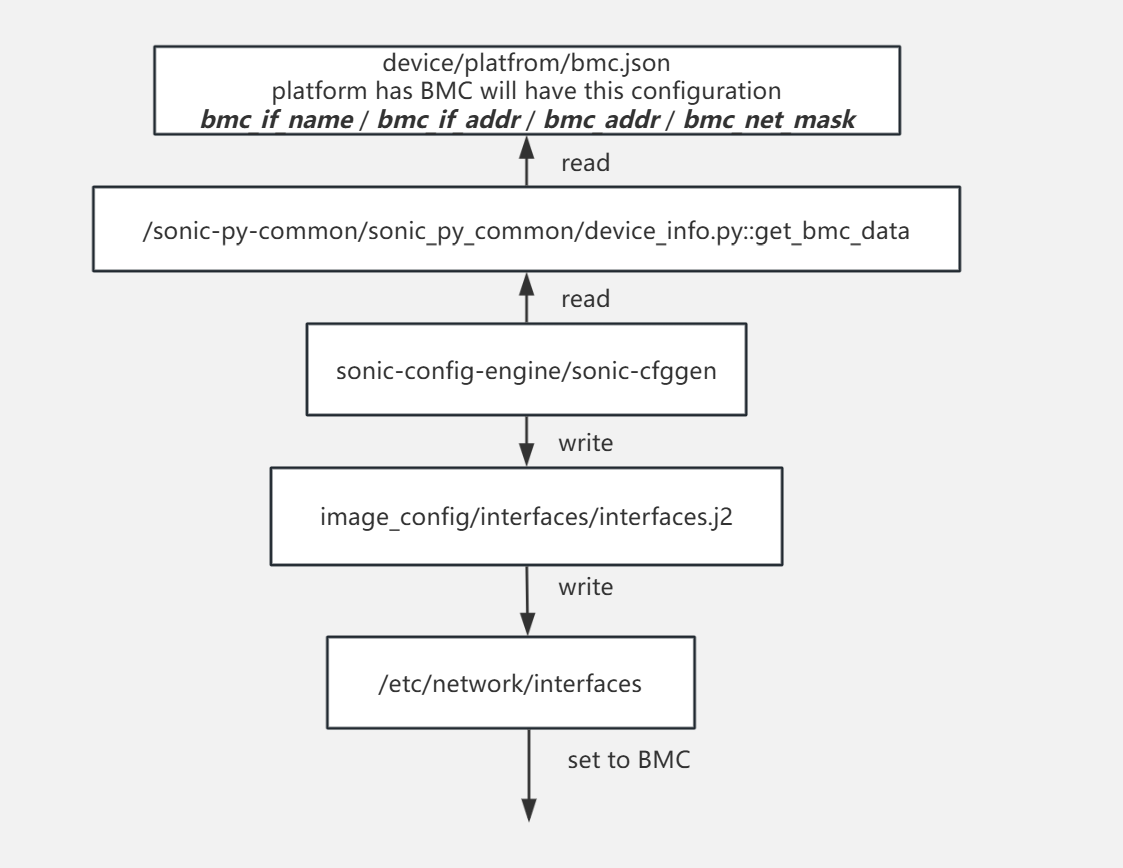 device/platfrom/bmc.json
platform has BMC will have this configuration
bmc_if_name / bmc_if_addr / bmc_addr / bmc_net_mask
read
/sonic-py-common/sonic_py_common/device_info.py::get_bmc_data
read
sonic-config-engine/sonic-cfggen
write
image_config/interfaces/interfaces.j2
write
/etc/network/interfaces
set to BMC